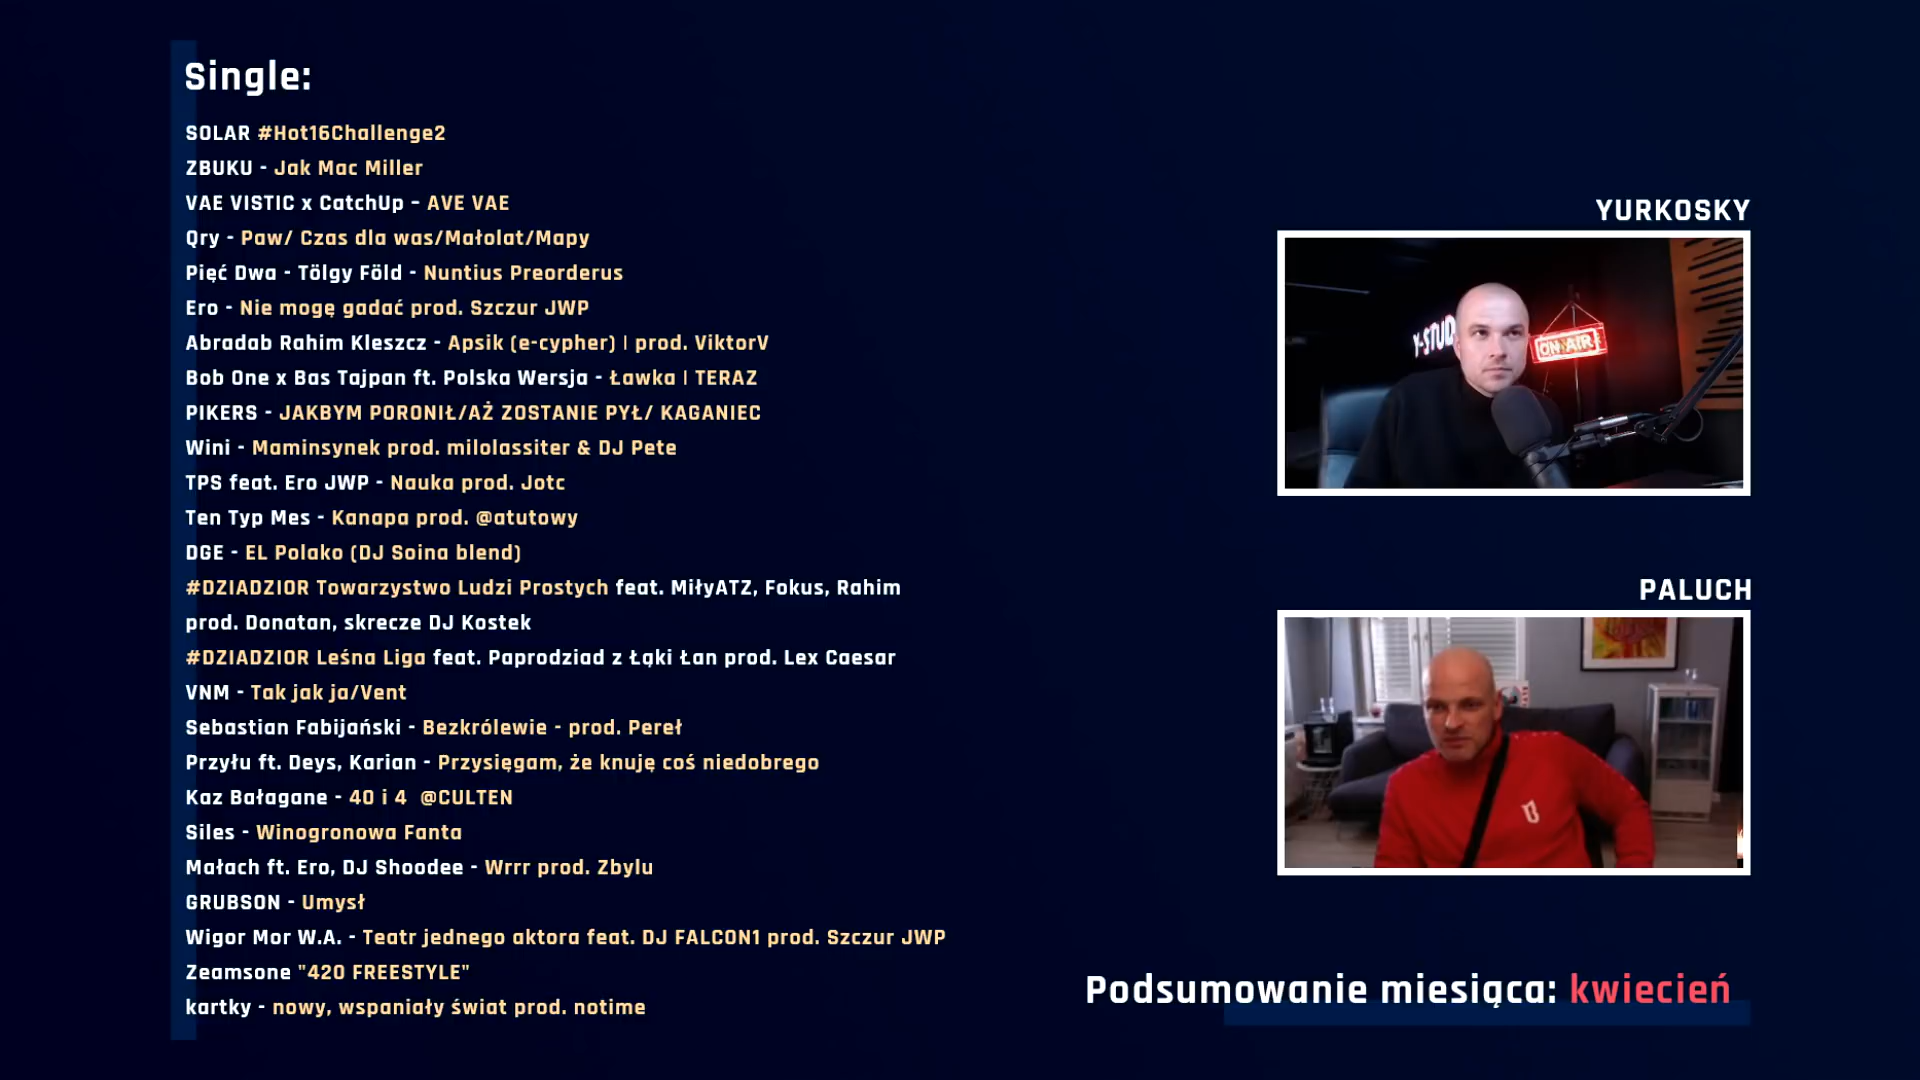 Single:
SOLAR #Hot16Challenge2
ZBUKU - Jak Mac Miller
VAE VISTIC x CatchUp – AVE VAE
Qry - Paw/ Czas dla was/Małolat/Mapy
Pięć Dwa - Tölgy Föld - Nuntius Preorderus
Ero - Nie mogę gadać prod. Szczur JWP
Abradab Rahim Kleszcz - Apsik (e-cypher) | prod. ViktorV
Bob One x Bas Tajpan ft. Polska Wersja - Ławka | TERAZ
PIKERS - JAKBYM PORONIŁ/AŻ ZOSTANIE PYŁ/ KAGANIEC
Wini - Maminsynek prod. milolassiter & DJ Pete
TPS feat. Ero JWP - Nauka prod. Jotc
Ten Typ Mes - Kanapa prod. @atutowy
DGE - EL Polako (DJ Soina blend)
#DZIADZIOR Towarzystwo Ludzi Prostych feat. MiłyATZ, Fokus, Rahim
prod. Donatan, skrecze DJ Kostek
#DZIADZIOR Leśna Liga feat. Paprodziad z Łąki Łan prod. Lex Caesar
VNM - Tak jak ja/Vent
Sebastian Fabijański - Bezkrólewie - prod. Pereł
Przyłu ft. Deys, Karian - Przysięgam, że knuję coś niedobrego
Kaz Bałagane - 40 i 4 @CULTEN
Siles - Winogronowa Fanta
Małach ft. Ero, DJ Shoodee - Wrrr prod. Zbylu
GRUBSON - Umysł
Wigor Mor W.A. - Teatr jednego aktora feat. DJ FALCON1 prod. Szczur JWP
Zeamsone "420 FREESTYLE"
kartky - nowy, wspaniały świat prod. notime
YURKOSKY
Y-STUD
ON AIR
PALUCH
Podsumowanie miesiąca: kwiecień